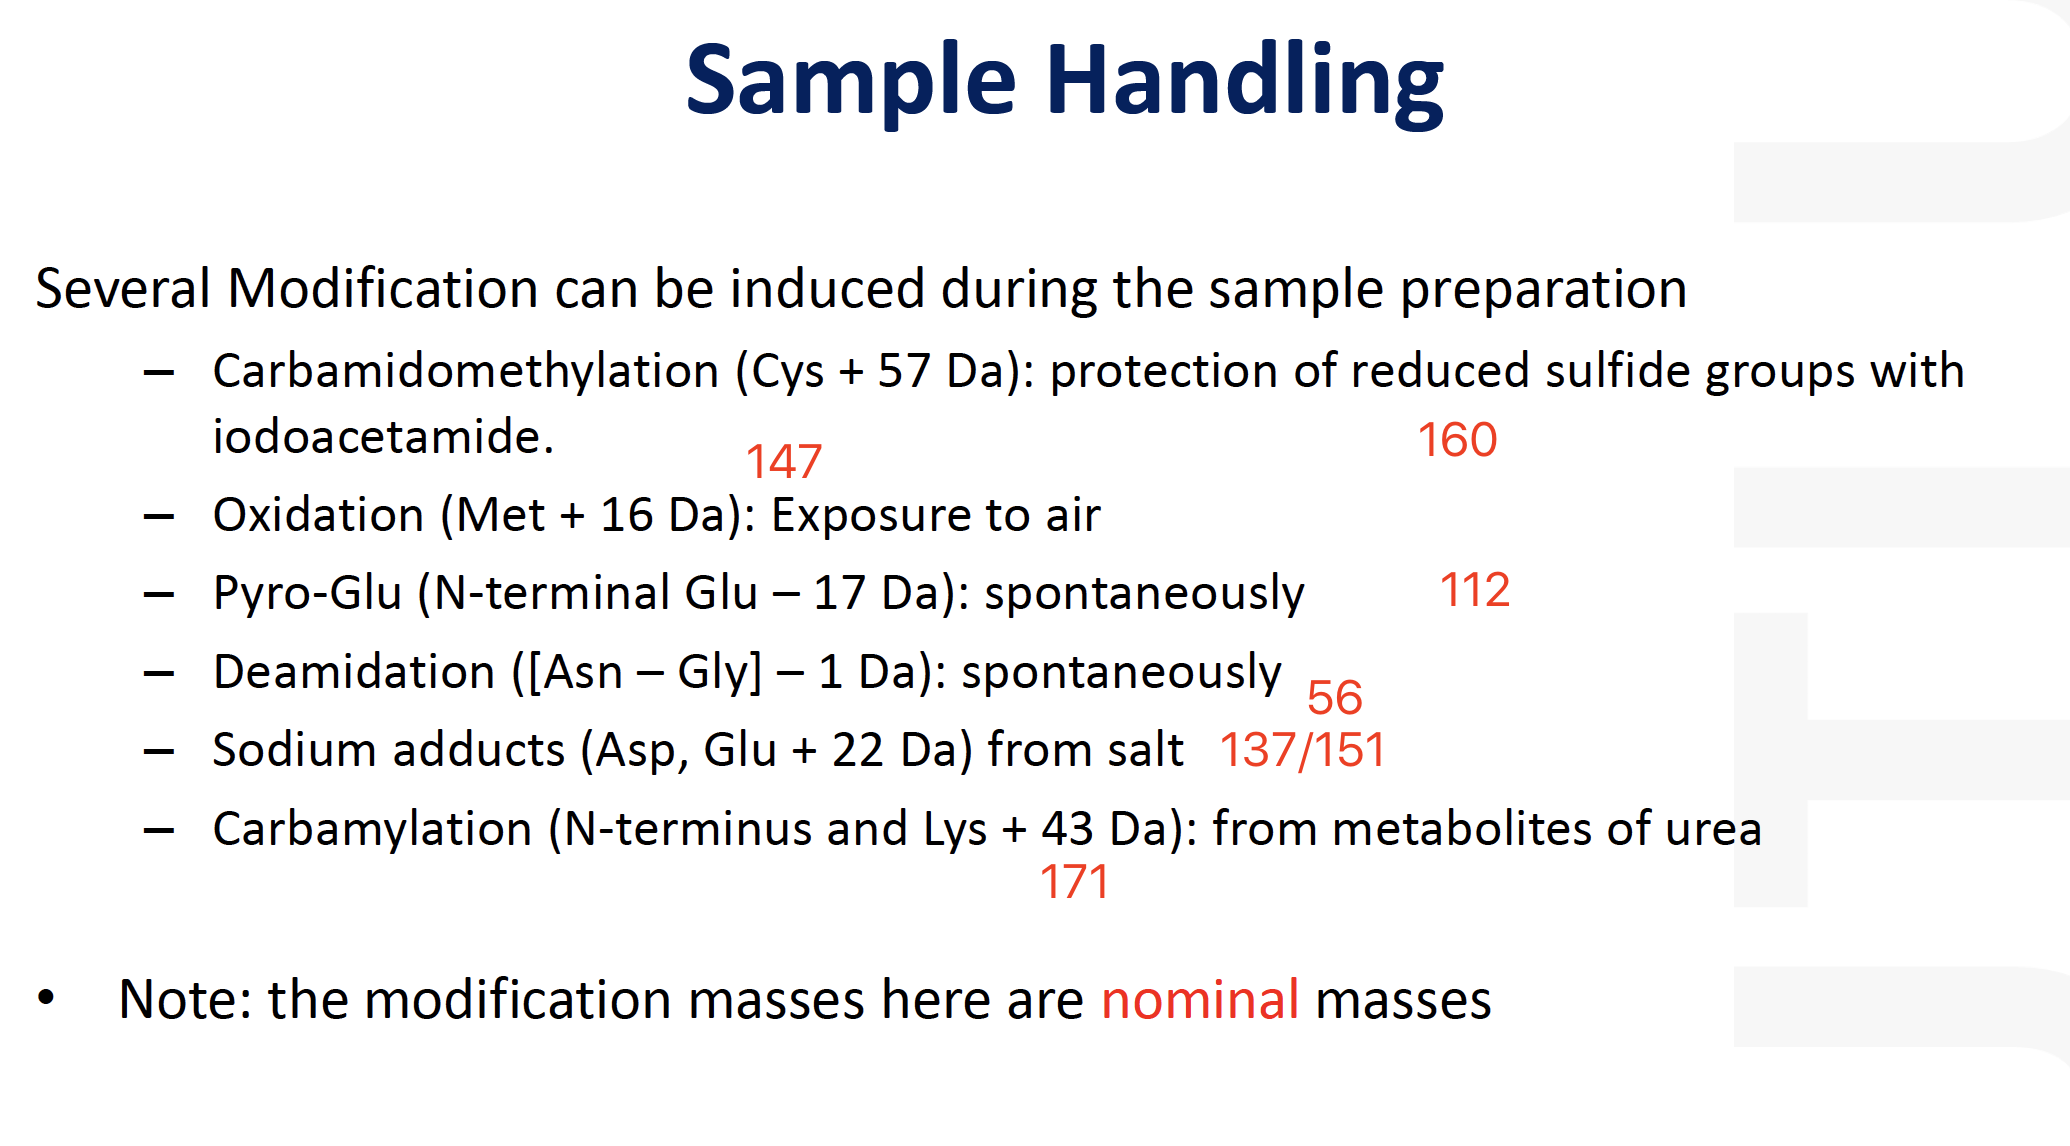 Sample Handling
Several Modification can be induced during the sample preparation
– Carbamidomethylation (Cys + 57 Da): protection of reduced sulfide groups with
iodoacetamide.
160
147
– Oxidation (Met + 16 Da): Exposure to air
– Pyro-Glu (N-terminal Glu – 17 Da): spontaneously 112
– Deamidation ([Asn – Gly] – 1 Da): spontaneously
56
– Sodium adducts (Asp, Glu + 22 Da) from salt 137/151
– Carbamylation (N-terminus and Lys + 43 Da): from metabolites of urea
171
• Note: the modification masses here are nominal masses